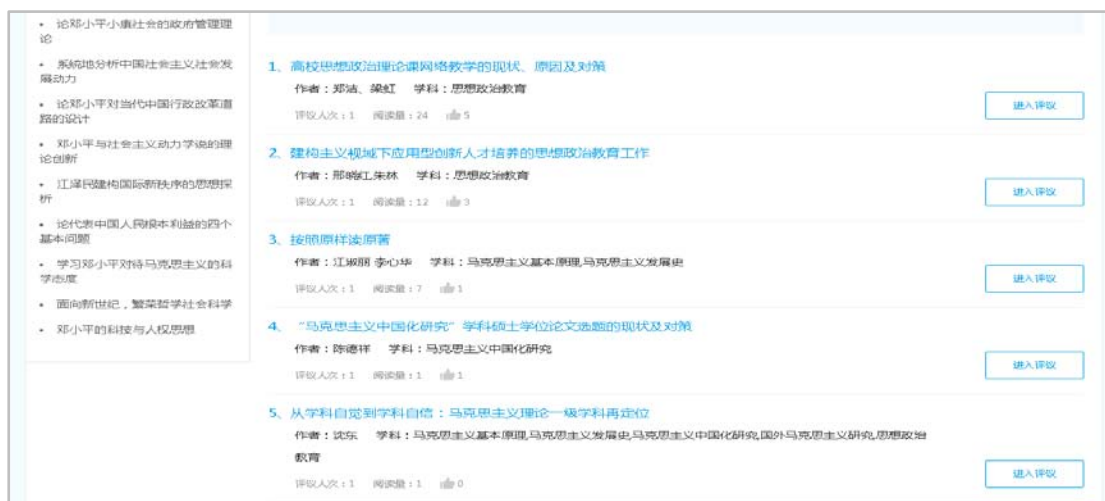 • 论邓小平小康社会的政府管理理
论
• 系统地分析中国社会主义社会发
展动力
• 论邓小平对当代中国行政改革道
路的设计
• 邓小平与社会主义动力学说的理
论创新
• 江泽民建构国际新秩序的思想探
析
• 论代表中国人民根本利益的四个
基本问题
• 学习邓小平对待马克思主义的科
学态度
• 面向新世纪，繁荣哲学社会科学
• 邓小平的科技与人权思想
1、高校思想政治理论课网络教学的现状、原因及对策
作者：郑洁、梁虹 学科：思想政治教育
评议人次：1 阅读量：24 5
进入评议
2、建构主义视域下应用型创新人才培养的思想政治教育工作
作者：邢晓红朱林 学科：思想政治教育
评议人次：1 阅读量：12 3
进入评议
3、按照原样读原著
作者：江淑丽 李心华 学科：马克思主义基本原理,马克思主义发展史
评议人次：1 阅读量：7 1
进入评议
4、“马克思主义中国化研究”学科硕士学位论文选题的现状及对策
作者：陈德祥 学科：马克思主义中国化研究
评议人次：1 阅读量：1 1
进入评议
5、从学科自觉到学科自信：马克思主义理论一级学科再定位
作者：沈东 学科：马克思主义基本原理,马克思主义发展史,马克思主义中国化研究,国外马克思主义研究,思想政治
教育
评议人次：1 阅读量：1 0
进入评议